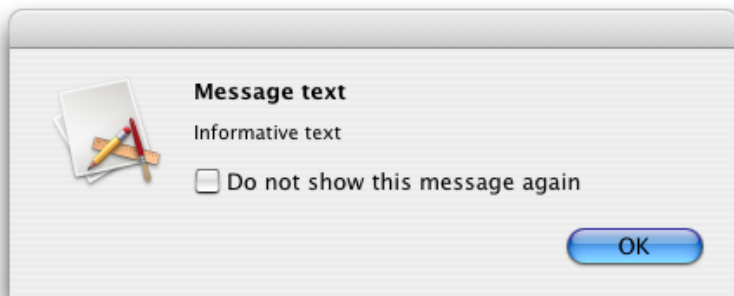 Message text
Informative text
Do not show this message again
OK